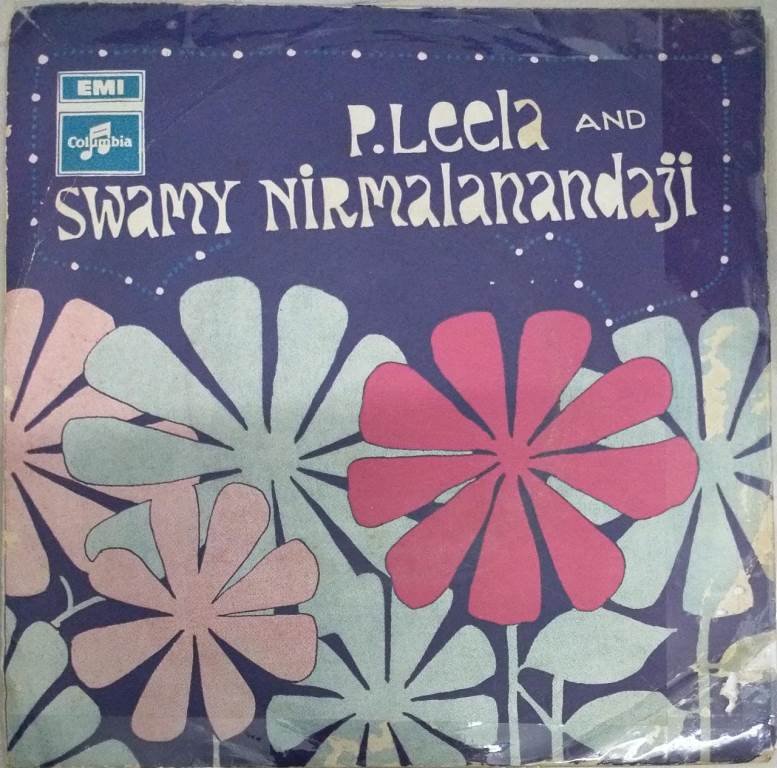 EMI
Columbia
P.Leela AND
SWAMY NIRMALANANDAJI